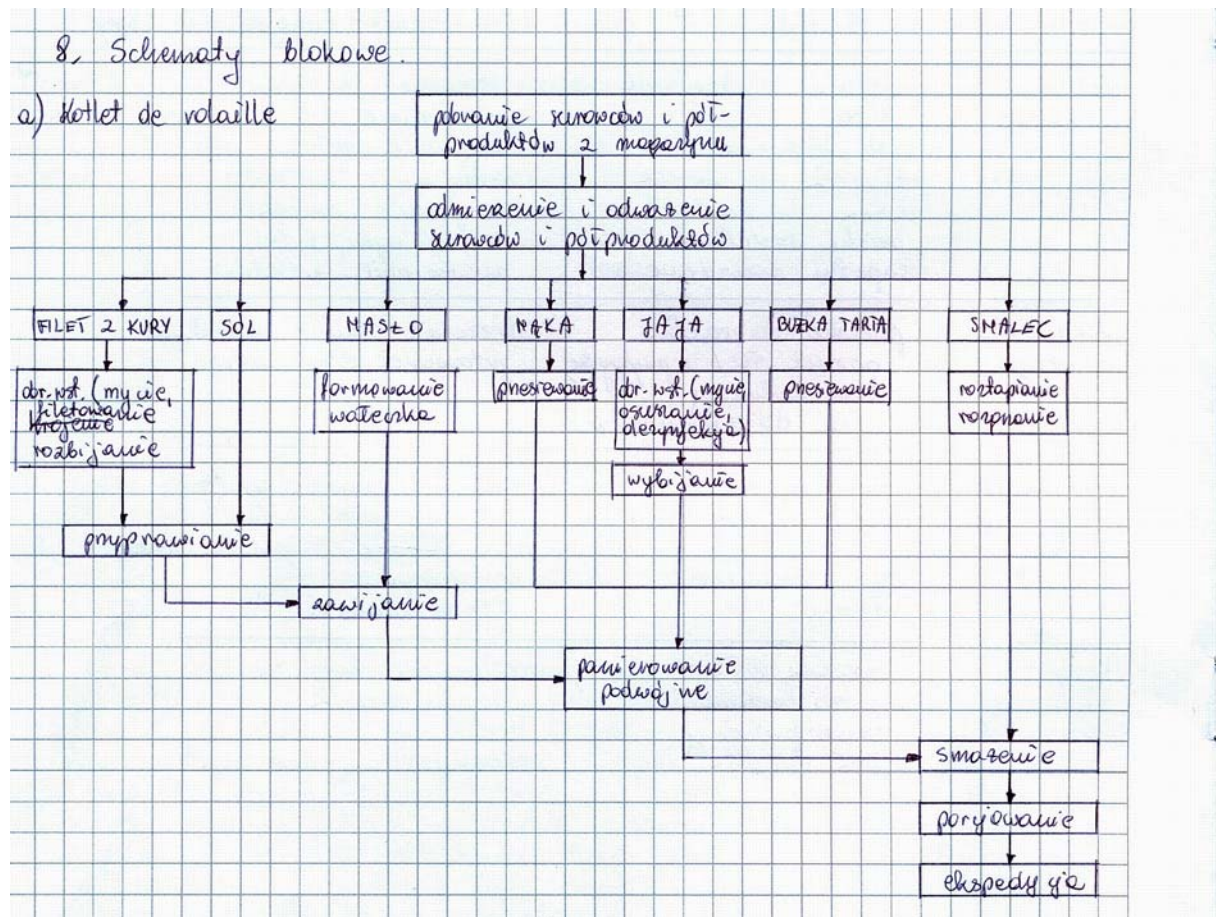 8, Schematy blokowe.
a) Kotlet de volaille
pobranie surowców i pół-
produktów z magazynu
odmierzenie i odważenie
surowców i półproduktów
FILET Z KURY
SÓL
MASŁO
MĄKA
JAJA
BUŁKA TARTA
SMALEC
obr. wst. (mycie,
filetowanie
krojenie
rozbijanie
formowanie
wałeczka
przesiewanie
obr. wst. (mycie,
osuszanie,
dezynfekcja)
przesiewanie
roztapianie
rozgrzanie
wybijanie
przyprawianie
zawijanie
panierowanie
podwójne
smażenie
porcjowanie
ekspedycja